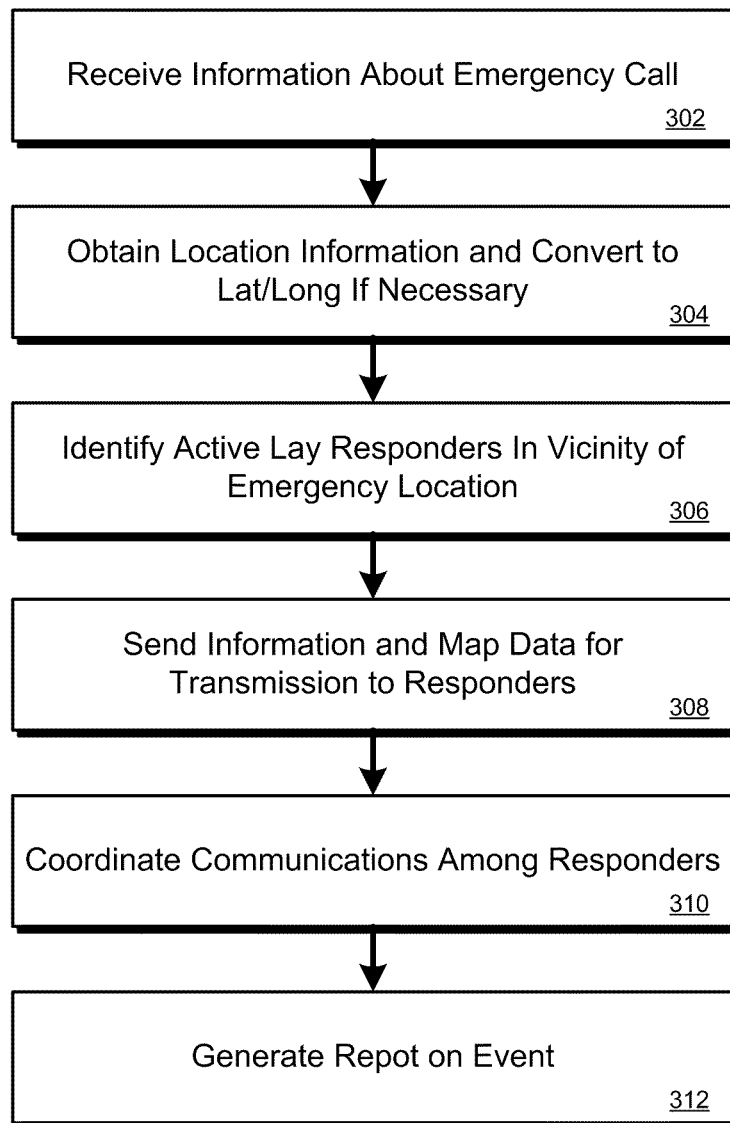 Receive Information About Emergency Call
302
Obtain Location Information and Convert to
Lat/Long If Necessary
304
Identify Active Lay Responders In Vicinity of
Emergency Location
306
Send Information and Map Data for
Transmission to Responders
308
Coordinate Communications Among Responders
310
Generate Repot on Event
312